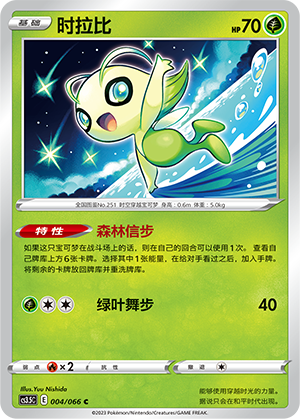 基础
时拉比
HP70
全国图鉴No.251 时空穿越宝可梦 身高：0.6m 体重：5.0kg
特性 森林信步
如果这只宝可梦在战斗场上的话，则在自己的回合可以使用1次。查看自
己牌库上方6张卡牌。选择其中1张能量，在给对手看过之后，加入手牌。
将剩余的卡牌放回牌库并重洗牌库。
绿叶舞步 40
弱点 ×2 抵抗力 撤退
Illus.Yuu Nishida
CS3.5C E 004/066 C
能够使用穿越时光的力量。
据说只会在和平时代出现。
©2023 Pokémon/Nintendo/Creatures/GAME FREAK.